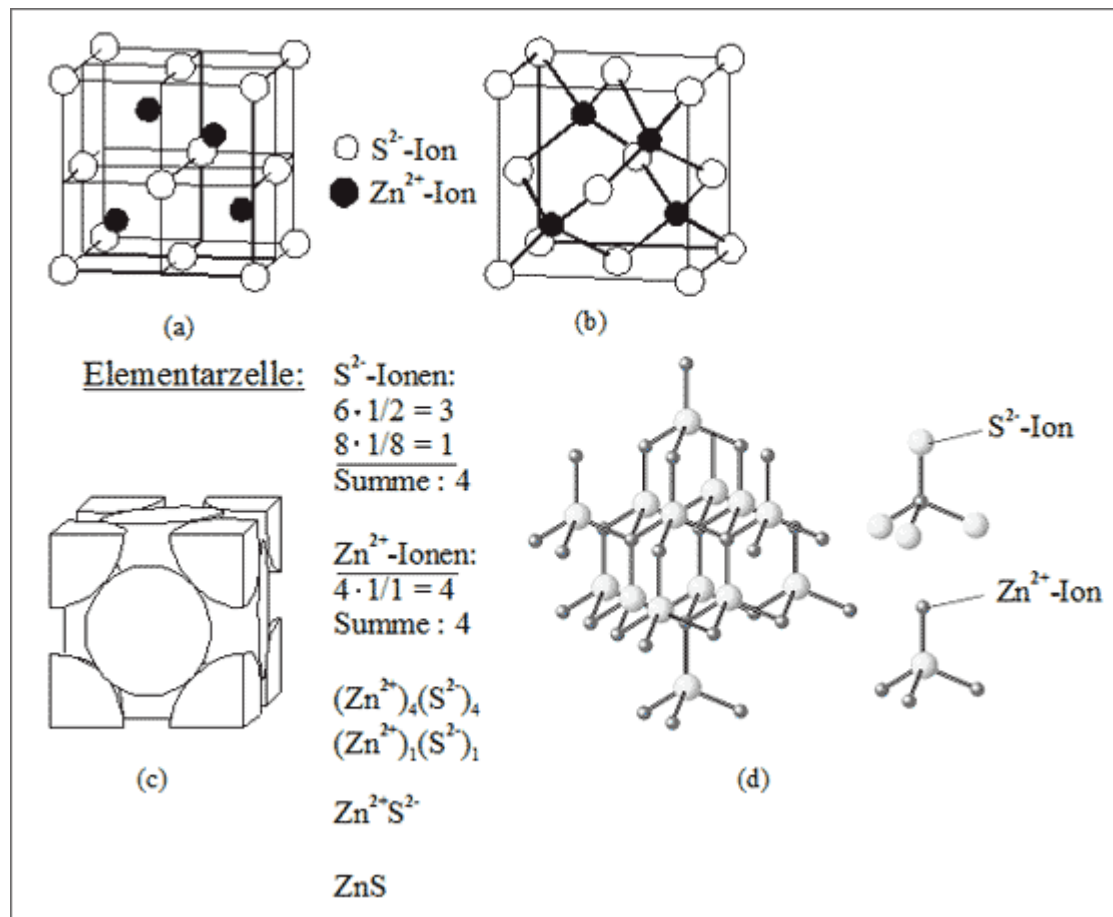 S²⁻-Ion
Zn²⁺-Ion
(a)
(b)
Elementarzelle:
S²⁻-Ionen:
6 · 1/2 = 3
8 · 1/8 = 1
Summe : 4
Zn²⁺-Ionen:
4 · 1/1 = 4
Summe : 4
(Zn²⁺)₄(S²⁻)₄
(Zn²⁺)₁(S²⁻)₁
Zn²⁺S²⁻
ZnS
(c)
S²⁻-Ion
Zn²⁺-Ion
(d)